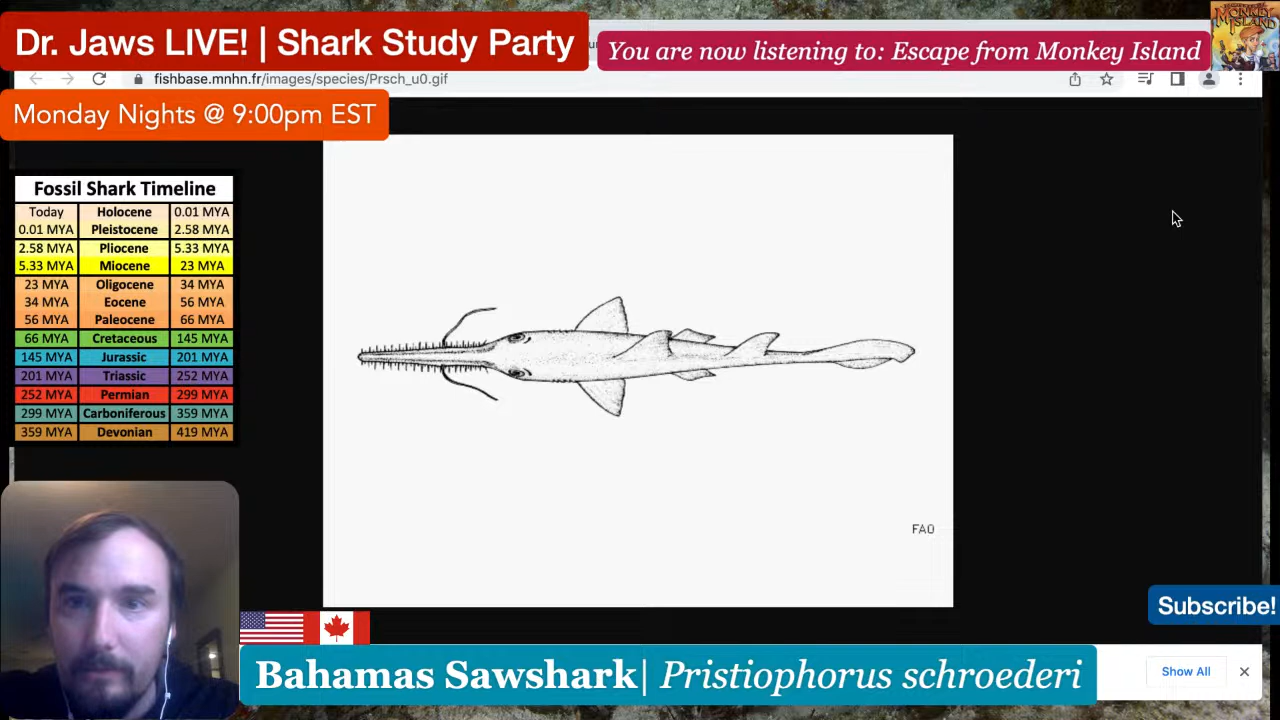 Dr. Jaws LIVE! | Shark Study Party
You are now listening to: Escape from Monkey Island
MONKEY ISLAND
fishbase.mnhn.fr/images/species/Prsch_u0.gif
Monday Nights @ 9:00pm EST
Fossil Shark Timeline
Today Holocene 0.01 MYA
0.01 MYA Pleistocene 2.58 MYA
2.58 MYA Pliocene 5.33 MYA
5.33 MYA Miocene 23 MYA
23 MYA Oligocene 34 MYA
34 MYA Eocene 56 MYA
56 MYA Paleocene 66 MYA
66 MYA Cretaceous 145 MYA
145 MYA Jurassic 201 MYA
201 MYA Triassic 252 MYA
252 MYA Permian 299 MYA
299 MYA Carboniferous 359 MYA
359 MYA Devonian 419 MYA
FAO
Subscribe!
Bahamas Sawshark| Pristiophorus schroederi
Show All